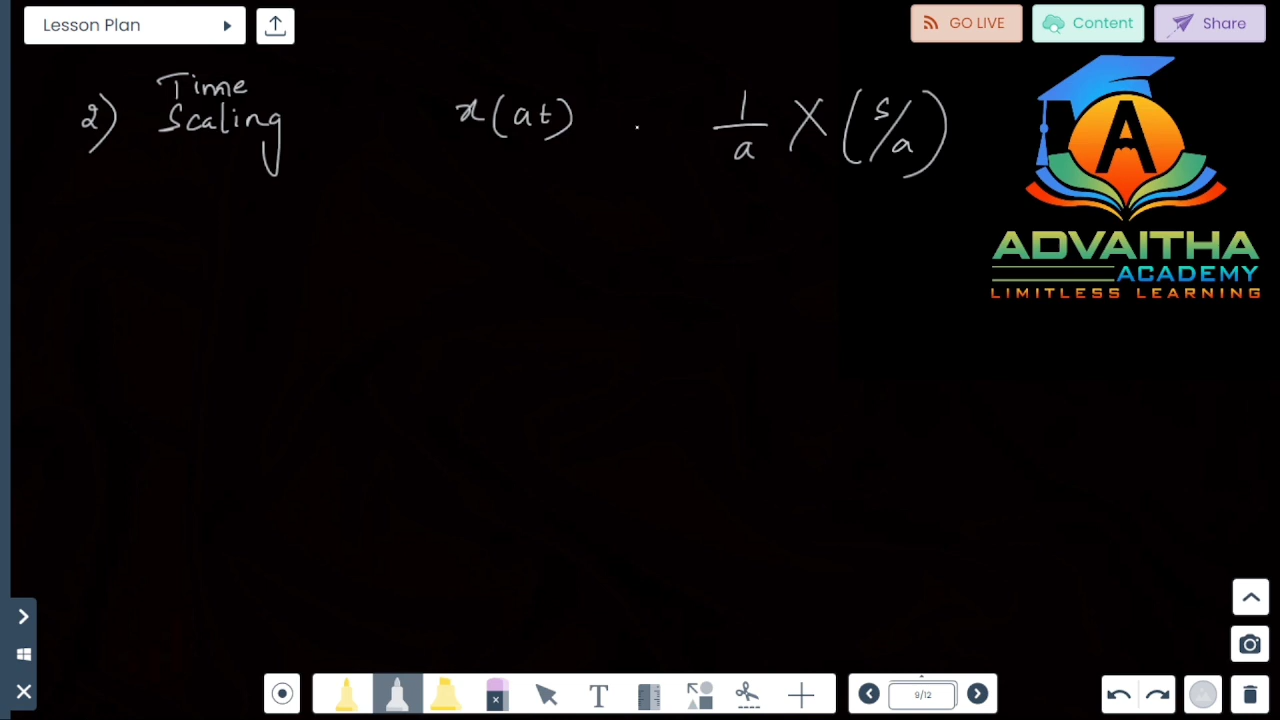 Lesson Plan
GO LIVE
Content
Share
2) Time Scaling x(at) . 1/a X(s/a)
A
ADVAITHA
ACADEMY
LIMITLESS LEARNING
T
9/12